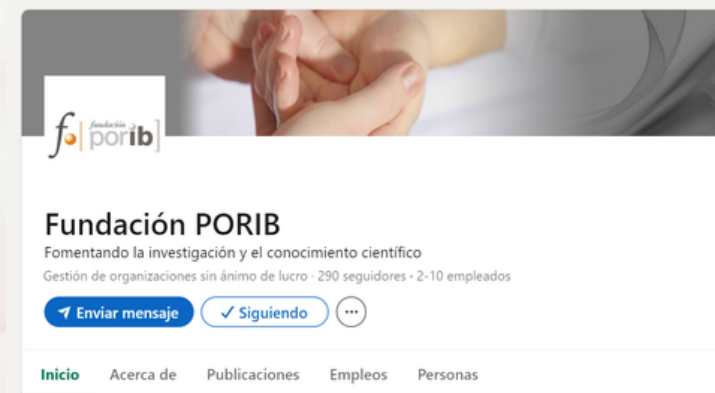 fundación
f porib
Fundación PORIB
Fomentando la investigación y el conocimiento científico
Gestión de organizaciones sin ánimo de lucro · 290 seguidores · 2-10 empleados
Enviar mensaje
Siguiendo
Inicio Acerca de Publicaciones Empleos Personas